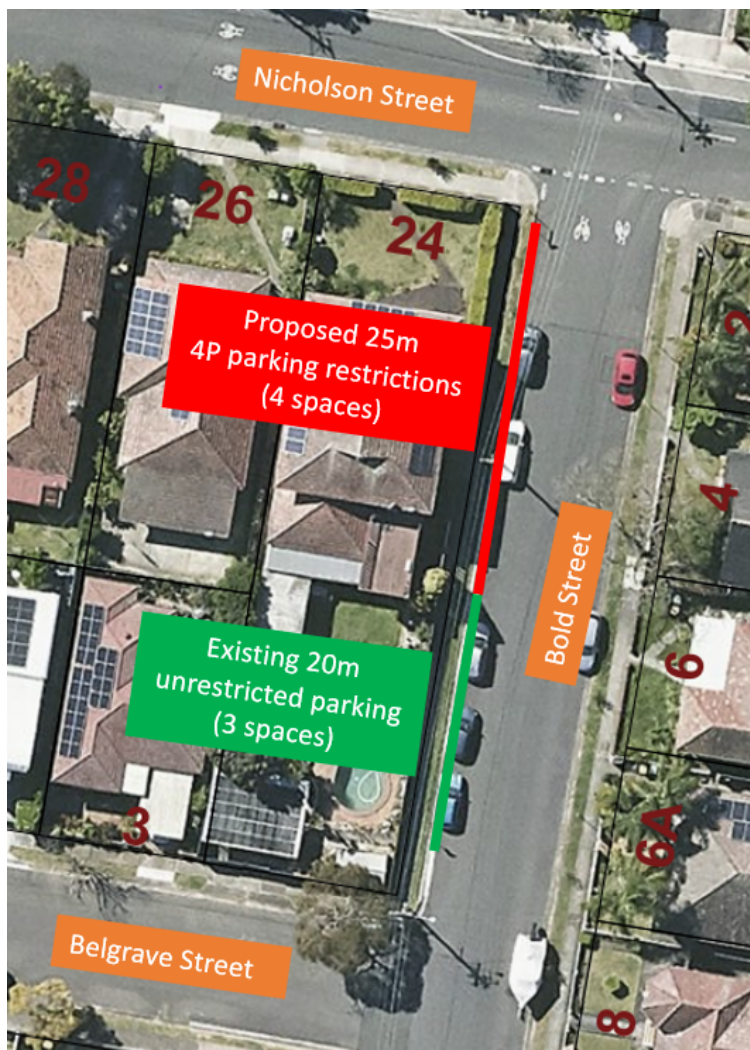 Nicholson Street
28
26
24
2
Proposed 25m
4P parking restrictions
(4 spaces)
4
Bold Street
Existing 20m
unrestricted parking
(3 spaces)
6
3
6A
Belgrave Street
8